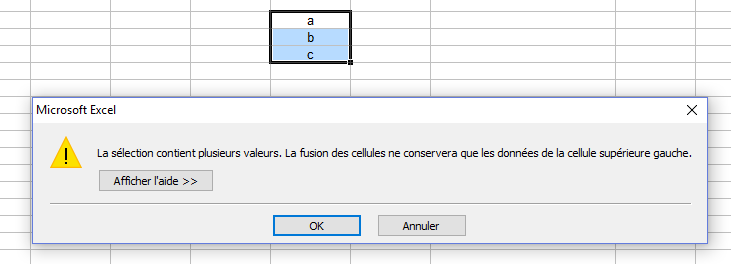 a
b
c
Microsoft Excel
La sélection contient plusieurs valeurs. La fusion des cellules ne conservera que les données de la cellule supérieure gauche.
Afficher l'aide >>
OK
Annuler